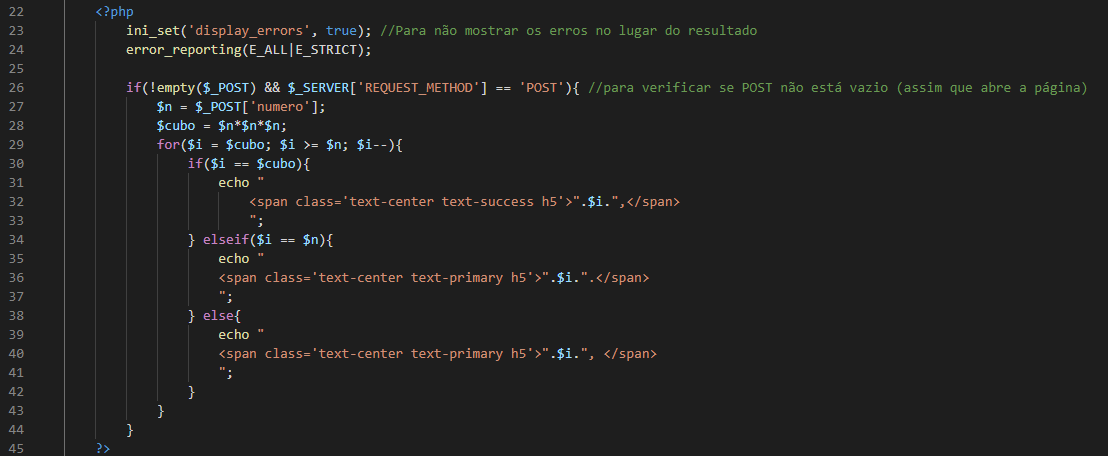 22 <?php
23 ini_set('display_errors', true); //Para não mostrar os erros no lugar do resultado
24 error_reporting(E_ALL|E_STRICT);
25
26 if(!empty($_POST) && $_SERVER['REQUEST_METHOD'] == 'POST'){ //para verificar se POST não está vazio (assim que abre a página)
27 $n = $_POST['numero'];
28 $cubo = $n*$n*$n;
29 for($i = $cubo; $i >= $n; $i--){
30 if($i == $cubo){
31 echo "
32 <span class='text-center text-success h5'>".$i.",</span>
33 ";
34 } elseif($i == $n){
35 echo "
36 <span class='text-center text-primary h5'>".$i.".</span>
37 ";
38 } else{
39 echo "
40 <span class='text-center text-primary h5'>".$i.", </span>
41 ";
42 }
43 }
44 }
45 ?>